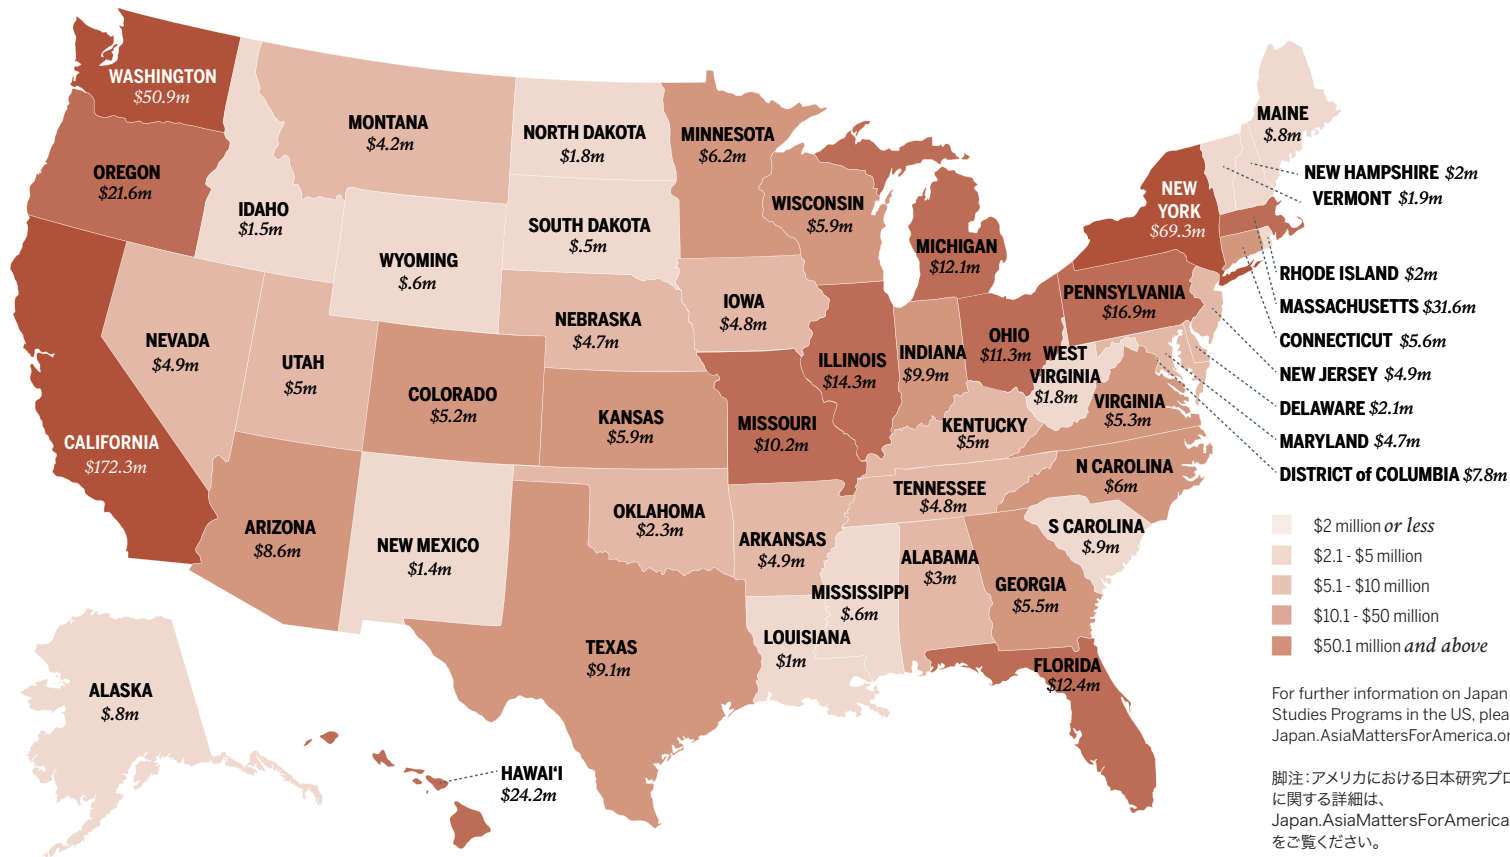 WASHINGTON
$50.9m
OREGON
$21.6m
CALIFORNIA
$172.3m
IDAHO
$1.5m
MONTANA
$4.2m
WYOMING
$.6m
NEVADA
$4.9m
UTAH
$5m
COLORADO
$5.2m
ARIZONA
$8.6m
NEW MEXICO
$1.4m
NORTH DAKOTA
$1.8m
SOUTH DAKOTA
$.5m
NEBRASKA
$4.7m
KANSAS
$5.9m
OKLAHOMA
$2.3m
TEXAS
$9.1m
MINNESOTA
$6.2m
IOWA
$4.8m
MISSOURI
$10.2m
ARKANSAS
$4.9m
LOUISIANA
$1m
WISCONSIN
$5.9m
ILLINOIS
$14.3m
MICHIGAN
$12.1m
INDIANA
$9.9m
OHIO
$11.3m
KENTUCKY
$5m
TENNESSEE
$4.8m
MISSISSIPPI
$.6m
ALABAMA
$3m
GEORGIA
$5.5m
FLORIDA
$12.4m
S CAROLINA
$.9m
N CAROLINA
$6m
VIRGINIA
$5.3m
WEST
VIRGINIA
$1.8m
PENNSYLVANIA
$16.9m
NEW
YORK
$69.3m
MAINE
$.8m
NEW HAMPSHIRE $2m
VERMONT $1.9m
RHODE ISLAND $2m
MASSACHUSETTS $31.6m
CONNECTICUT $5.6m
NEW JERSEY $4.9m
DELAWARE $2.1m
MARYLAND $4.7m
DISTRICT of COLUMBIA $7.8m
ALASKA
$.8m
HAWAI‘I
$24.2m
$2 million or less
$2.1 - $5 million
$5.1 - $10 million
$10.1 - $50 million
$50.1 million and above
For further information on Japan
Studies Programs in the US, plea
Japan.AsiaMattersForAmerica.or
脚注：アメリカにおける日本研究プロ
に関する詳細は、
Japan.AsiaMattersForAmerica
をご覧ください。